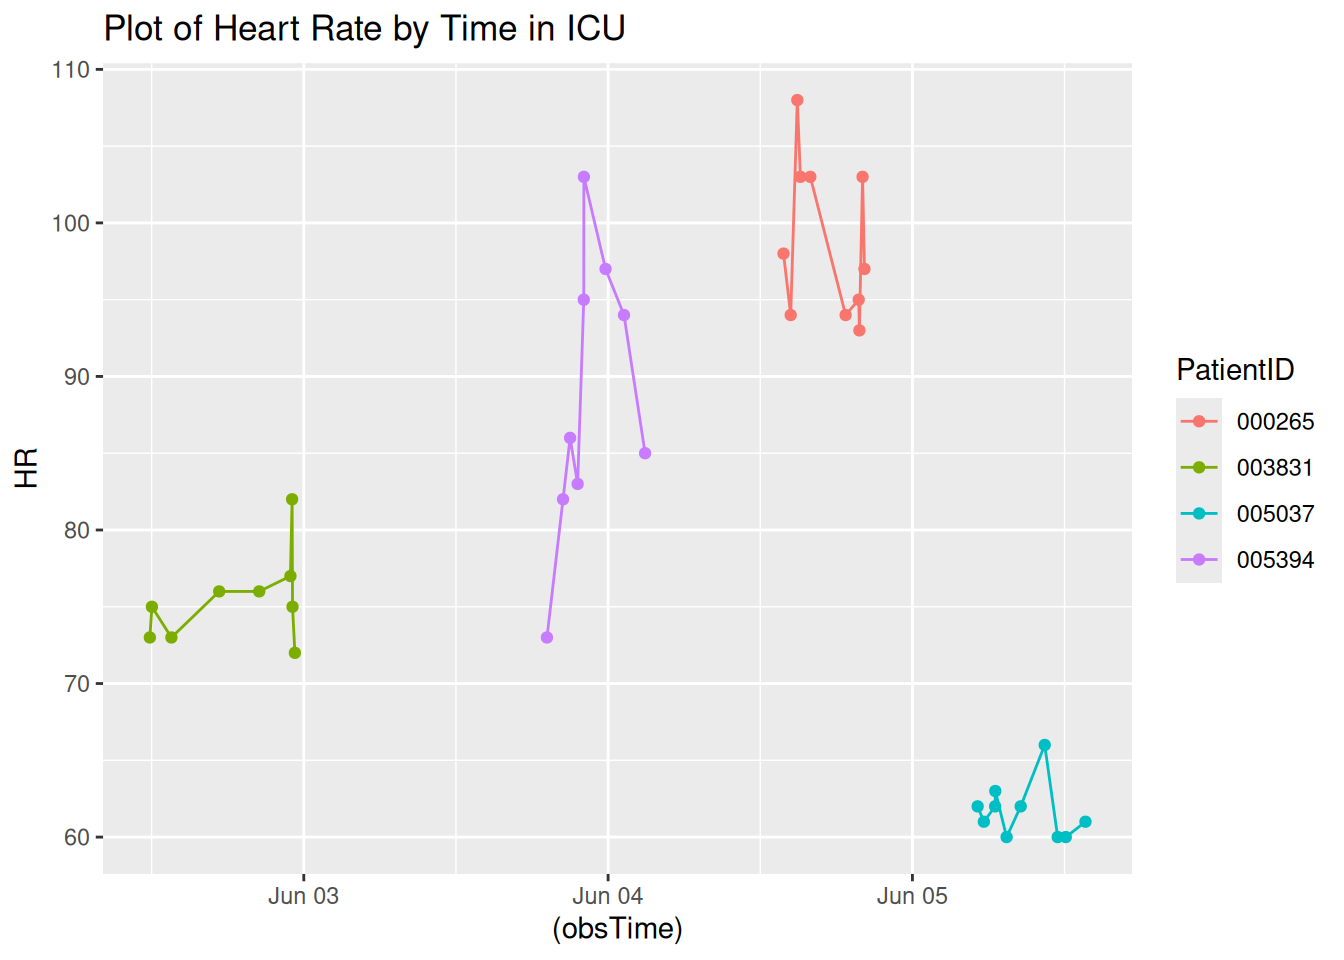 Plot of Heart Rate by Time in ICU
110
100
90
80
70
60
HR
Jun 03
Jun 04
Jun 05
(obsTime)
PatientID
000265
003831
005037
005394